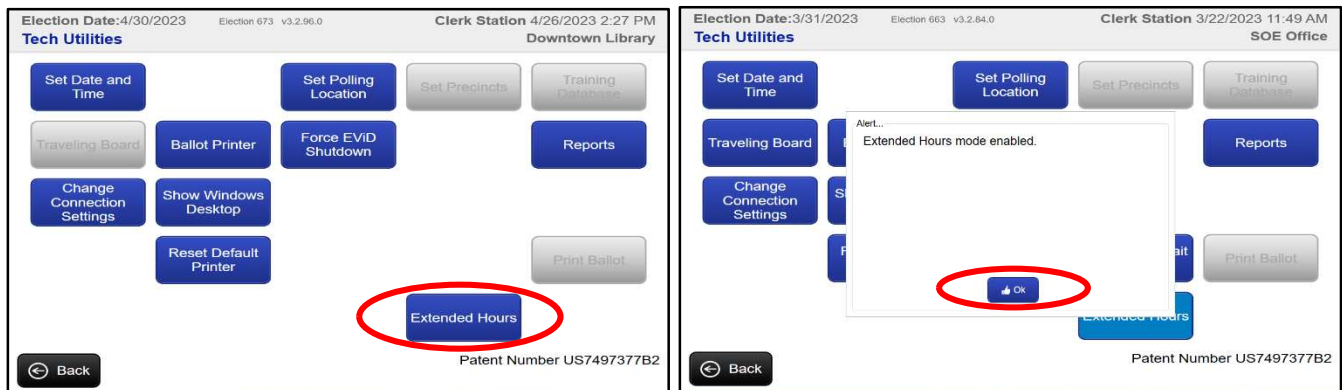 Election Date:4/30/2023 Election 673 v3.2.96.0 Clerk Station 4/26/2023 2:27 PM
Tech Utilities Downtown Library
Set Date and
Time
Set Polling
Location
Set Precincts
Training
Database
Traveling Board
Ballot Printer
Force EViD
Shutdown
Reports
Change
Connection
Settings
Show Windows
Desktop
Reset Default
Printer
Print Ballot
Extended Hours
Back
Patent Number US7497377B2
Election Date:3/31/2023 Election 663 v3.2.84.0 Clerk Station 3/22/2023 11:49 AM
Tech Utilities SOE Office
Set Date and
Time
Set Polling
Location
Set Precincts
Training
Database
Traveling Board
Alert...
Extended Hours mode enabled.
Reports
Change
Connection
Settings
Print Ballot
Ok
Extended Hours
Back
Patent Number US7497377B2